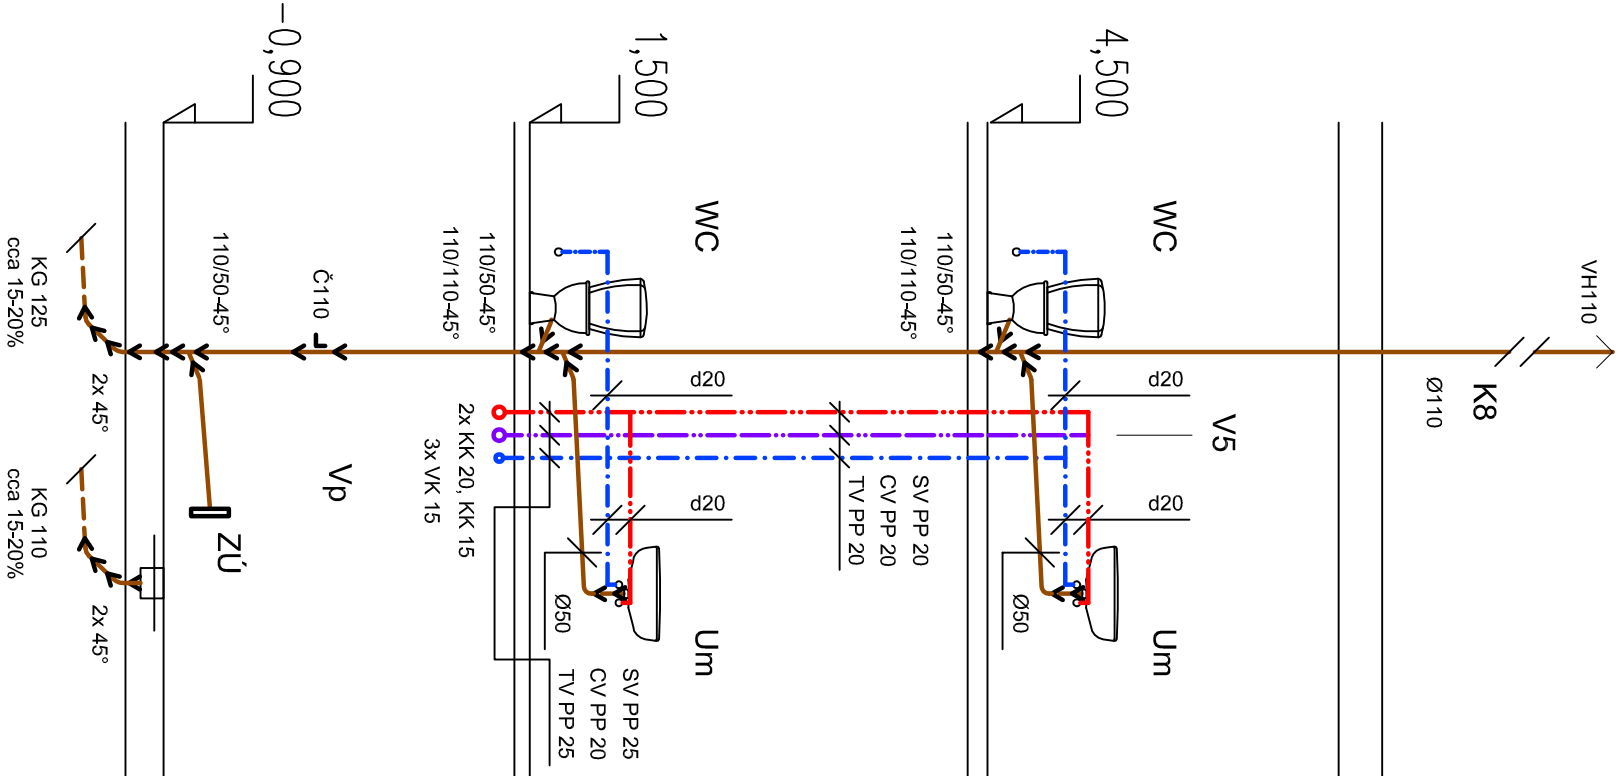 VH110
K8
Ø110
V5
4,500
WC
110/50-45°
110/110-45°
d20
d20
Um
Ø50
SV PP 20
CV PP 20
TV PP 20
1,500
WC
110/50-45°
110/110-45°
d20
d20
Um
Ø50
2x KK 20, KK 15
3x VK 15
SV PP 25
CV PP 20
TV PP 25
-0,900
Č110
110/50-45°
Vp
ZÚ
2x 45°
KG 125
cca 15-20%
2x 45°
KG 110
cca 15-20%